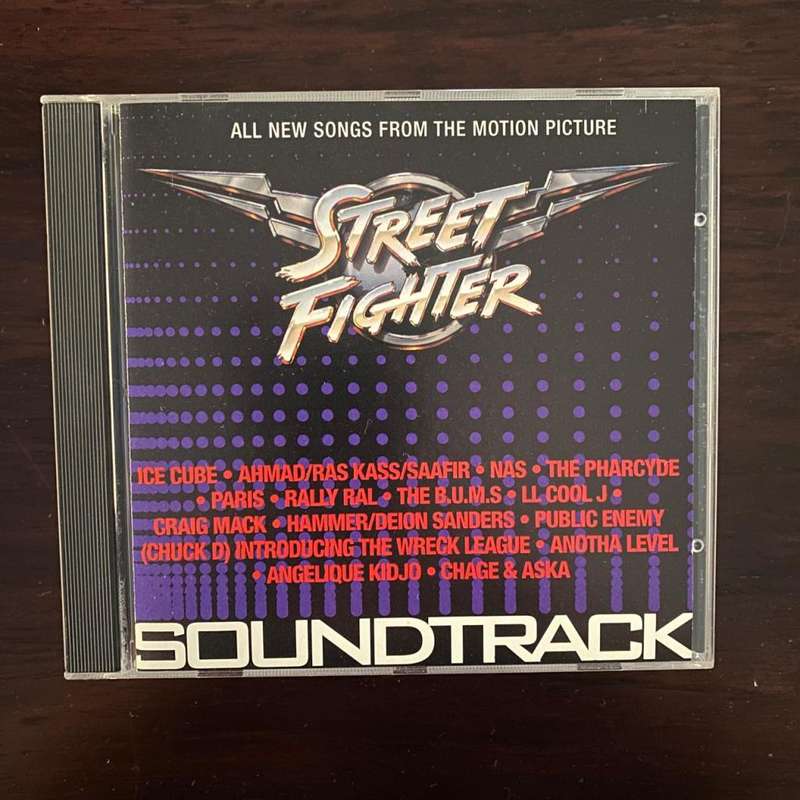 ALL NEW SONGS FROM THE MOTION PICTURE
STREET
FIGHTER
ICE CUBE • AHMAD/RAS KASS/SAAFIR • NAS • THE PHARCYDE
• PARIS • RALLY RAL • THE B.U.M.S • LL COOL J •
CRAIG MACK • HAMMER/DEION SANDERS • PUBLIC ENEMY
(CHUCK D) INTRODUCING THE WRECK LEAGUE • ANOTHA LEVEL
• ANGELIQUE KIDJO • CHAGE & ASKA
SOUNDTRACK